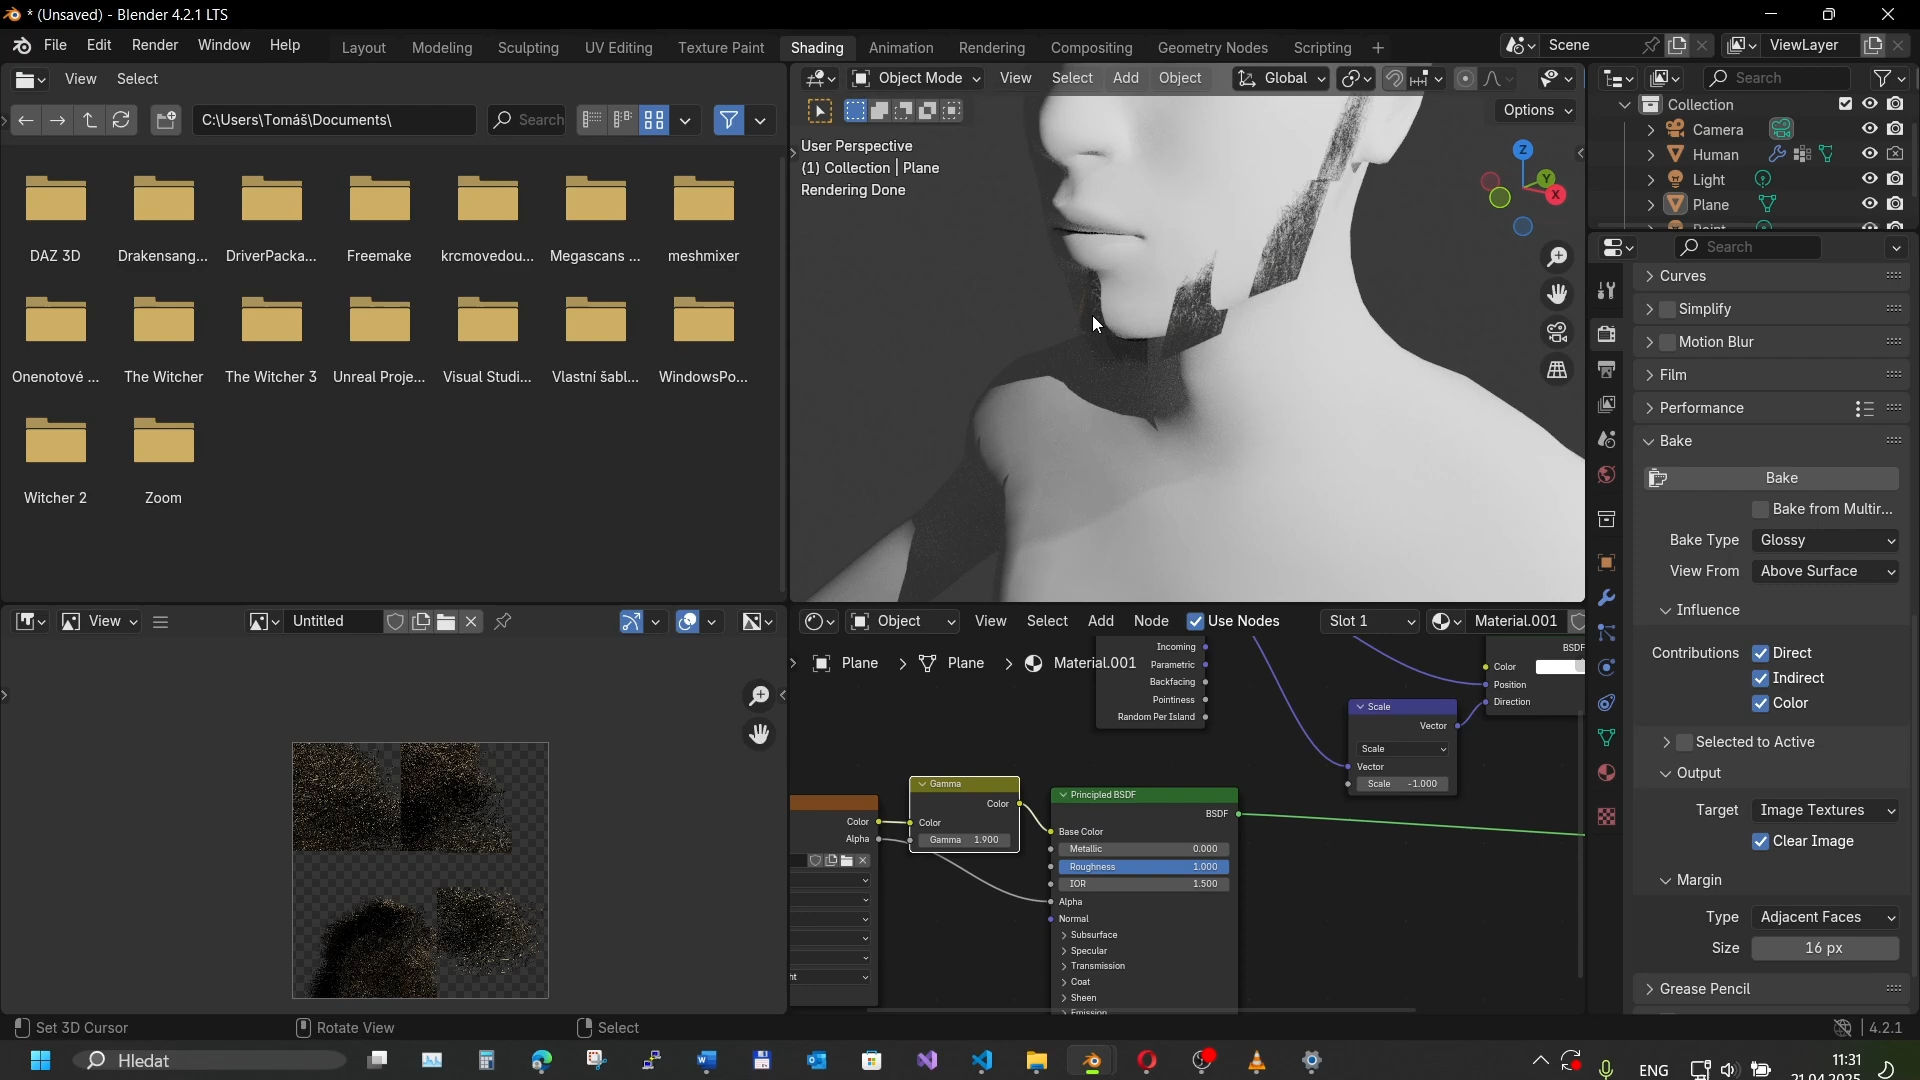 * (Unsaved) - Blender 4.2.1 LTS
File Edit Render Window Help
Layout Modeling Sculpting UV Editing Texture Paint Shading Animation Rendering Compositing Geometry Nodes Scripting +
Scene
ViewLayer
View Select
C:\Users\Tomáš\Documents\
Search
DAZ 3D
Drakensang...
DriverPacka...
Freemake
krcmovedou...
Megascans ...
meshmixer
Onenotové ...
The Witcher
The Witcher 3
Unreal Proje...
Visual Studi...
Vlastní šabl...
WindowsPo...
Witcher 2
Zoom
Object Mode View Select Add Object Global
Options
User Perspective
(1) Collection | Plane
Rendering Done
Z
Y
X
Search
Collection
Camera
Human
Light
Plane
Search
Curves
Simplify
Motion Blur
Film
Performance
Bake
Bake
Bake from Multir...
Bake Type Glossy
View From Above Surface
Influence
Contributions Direct
Indirect
Color
Selected to Active
Output
Target Image Textures
Clear Image
Margin
Type Adjacent Faces
Size 16 px
Grease Pencil
View
Untitled
Object View Select Add Node Use Nodes Slot 1 Material.001
Plane > Plane > Material.001
Incoming
Parametric
Backfacing
Pointiness
Random Per Island
BSDF
Color
Position
Direction
Scale
Vector
Scale
Vector
Scale -1.000
Color
Alpha
Gamma
Color
Color
Gamma 1.900
Principled BSDF
BSDF
Base Color
Metallic 0.000
Roughness 1.000
IOR 1.500
Alpha
Normal
Subsurface
Specular
Transmission
Coat
Sheen
Emission
Set 3D Cursor
Rotate View
Select
4.2.1
Hledat
ENG
11:31
21.04.2025